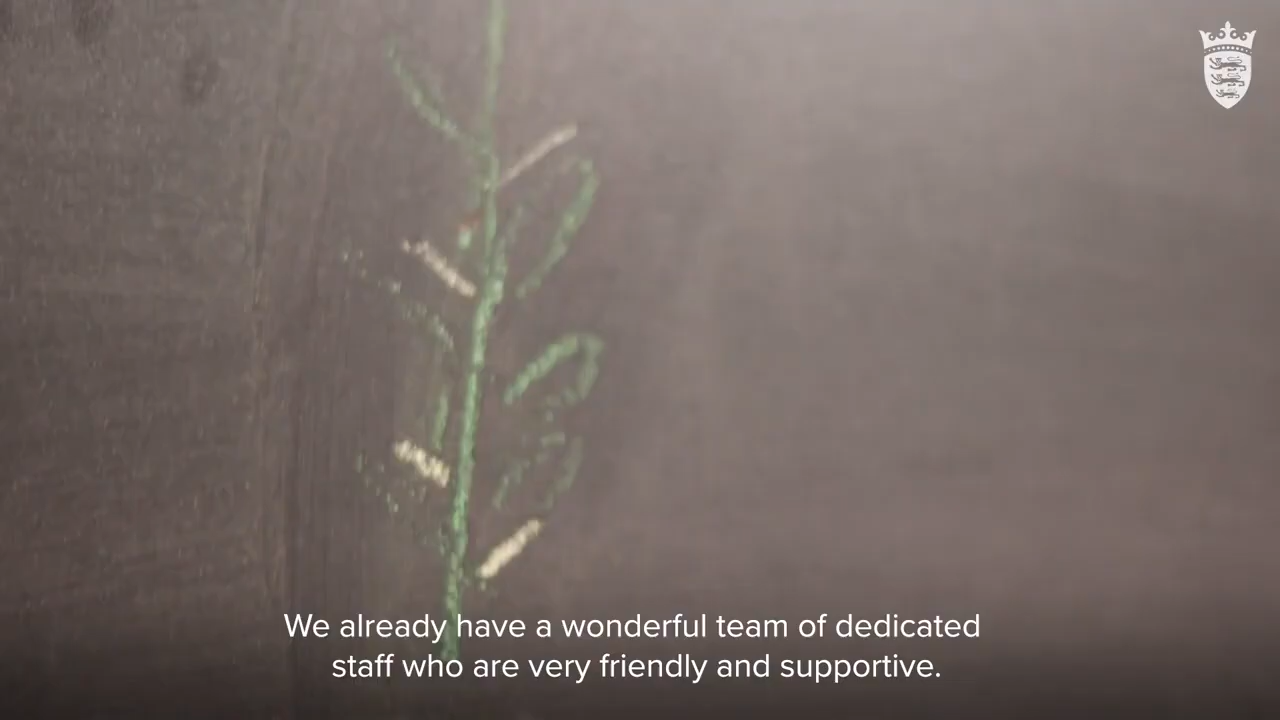 We already have a wonderful team of dedicated
staff who are very friendly and supportive.